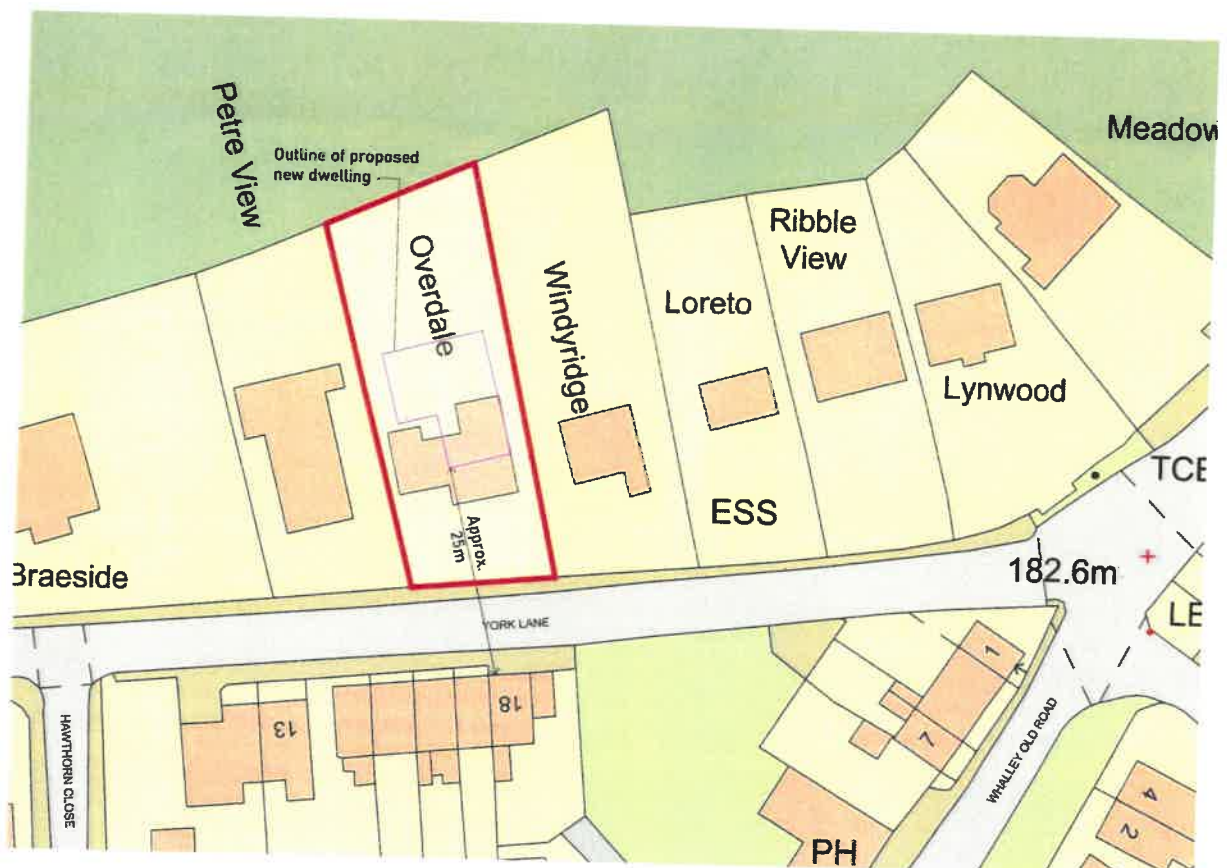 Petre View
Outline of proposed
new dwelling
Overdale
Windyridge
Loreto
Ribble
View
Meadow
Lynwood
ESS
TCE
182.6m
LE
Braeside
Approx.
25m
YORK LANE
HAWTHORN CLOSE
13
18
1
7
WHALLEY OLD ROAD
PH
4
2